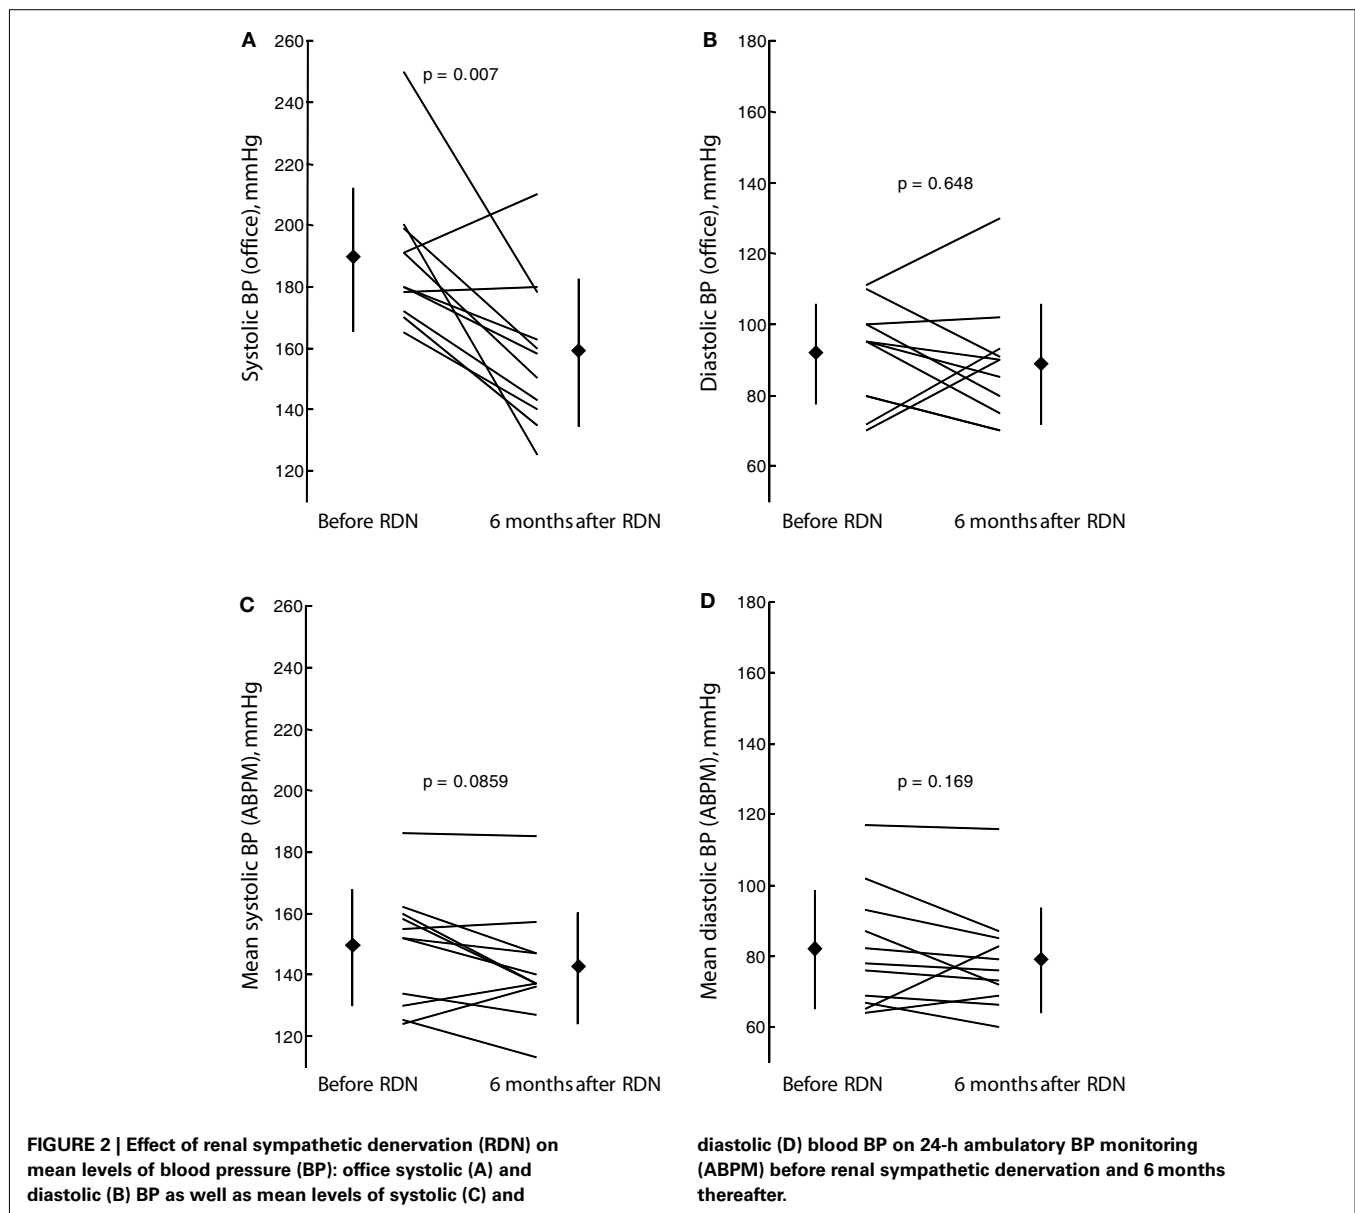 A
260
240
220
200
180
160
140
120
Systolic BP (office), mmHg
p = 0.007
Before RDN
6 months after RDN
B
180
160
140
120
100
80
60
Diastolic BP (office), mmHg
p = 0.648
Before RDN
6 months after RDN
C
260
240
220
200
180
160
140
120
Mean systolic BP (ABPM), mmHg
p = 0.0859
Before RDN
6 months after RDN
D
180
160
140
120
100
80
60
Mean diastolic BP (ABPM), mmHg
p = 0.169
Before RDN
6 months after RDN
FIGURE 2 | Effect of renal sympathetic denervation (RDN) on
mean levels of blood pressure (BP): office systolic (A) and
diastolic (B) BP as well as mean levels of systolic (C) and
diastolic (D) blood BP on 24-h ambulatory BP monitoring
(ABPM) before renal sympathetic denervation and 6 months
thereafter.